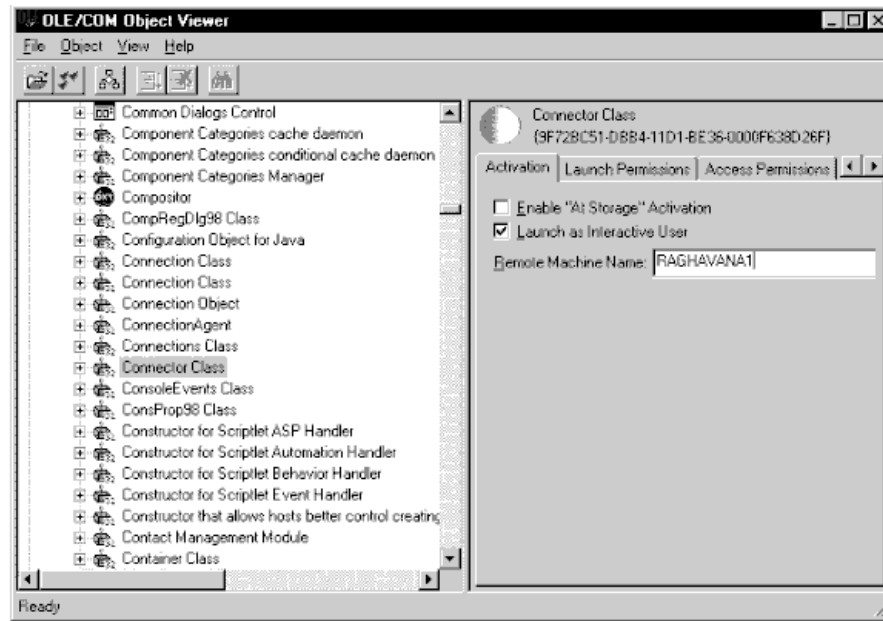 OLE/COM Object Viewer
File Object View Help
Common Dialogs Control
Component Categories cache daemon
Component Categories conditional cache daemon
Component Categories Manager
Compositor
CompRegDlg98 Class
Configuration Object for Java
Connection Class
Connection Class
Connection Object
ConnectionAgent
Connections Class
Connector Class
ConsoleEvents Class
ConsProp98 Class
Constructor for Scriptlet ASP Handler
Constructor for Scriptlet Automation Handler
Constructor for Scriptlet Behavior Handler
Constructor for Scriptlet Event Handler
Constructor that allows hosts better control creating
Contact Management Module
Container Class
Connector Class
{9F72BC51-DBB4-11D1-BE36-0000F638D26F}
Activation Launch Permissions Access Permissions
Enable "At Storage" Activation
Launch as Interactive User
Remote Machine Name: RAGHAVANA1
Ready